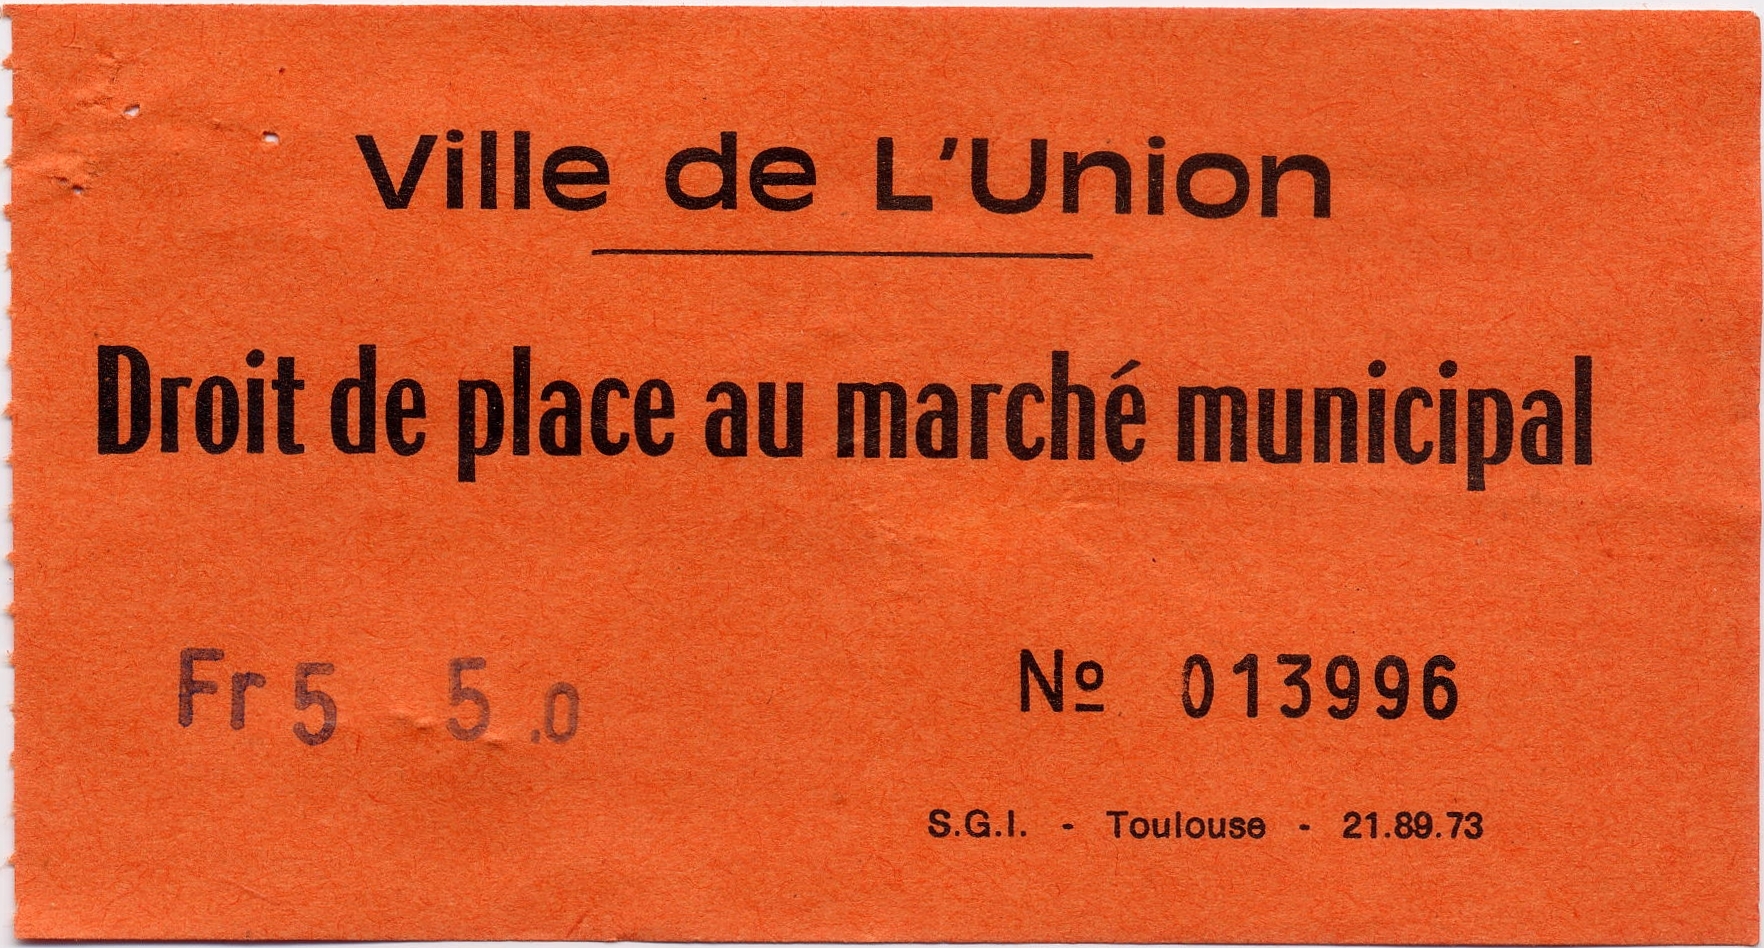 Ville de L'Union
Droit de place au marché municipal
Fr 5 5.0
Nº 013996
S.G.I. - Toulouse - 21.89.73